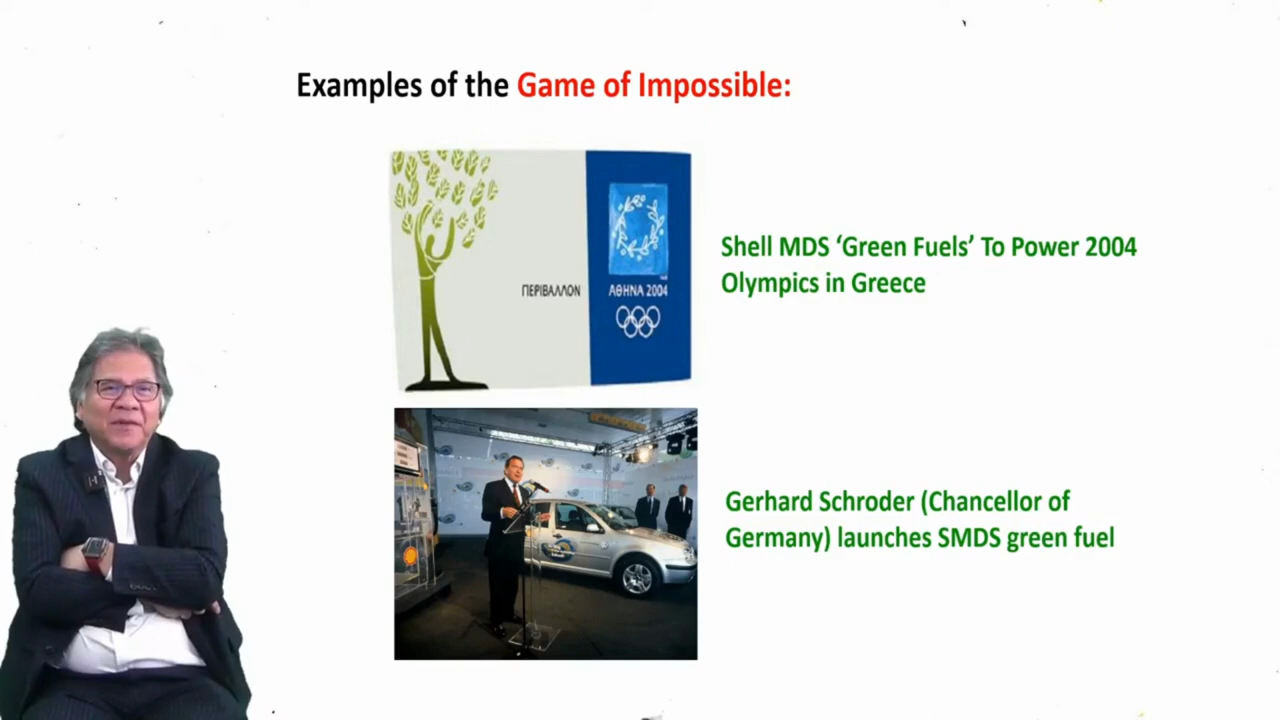 Examples of the Game of Impossible:
ΠΕΡΙΒΑΛΛΟΝ
ΑΘΗΝΑ 2004
Shell MDS ‘Green Fuels’ To Power 2004
Olympics in Greece
Gerhard Schroder (Chancellor of
Germany) launches SMDS green fuel